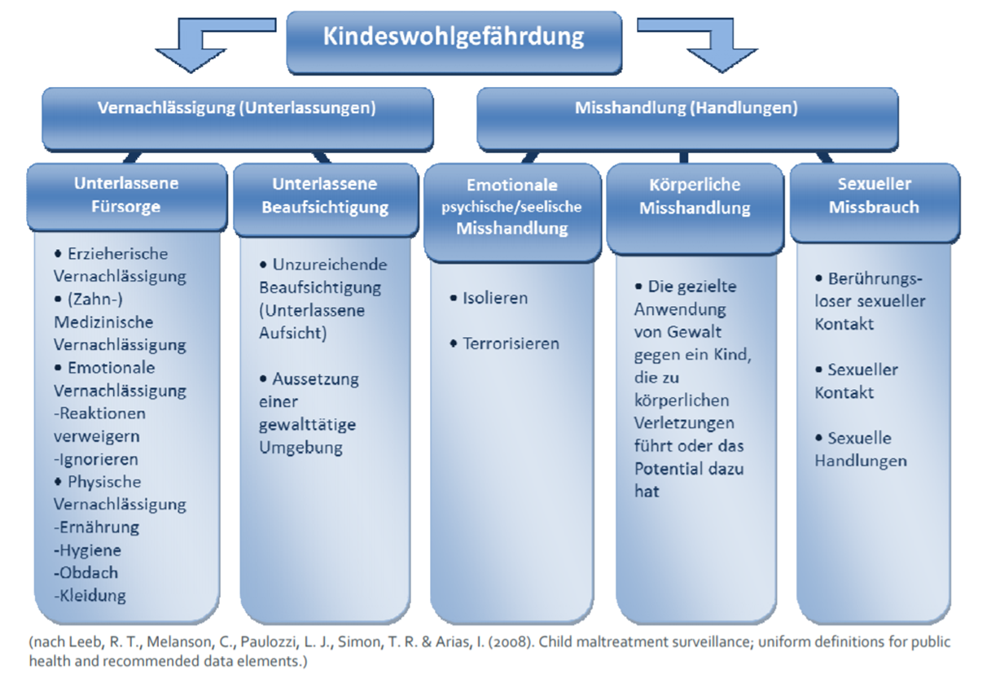 Kindeswohlgefährdung
Vernachlässigung (Unterlassungen)
Misshandlung (Handlungen)
Unterlassene
Fürsorge
• Erzieherische
Vernachlässigung
• (Zahn-)
Medizinische
Vernachlässigung
• Emotionale
Vernachlässigung
-Reaktionen
verweigern
-Ignorieren
• Physische
Vernachlässigung
-Ernährung
-Hygiene
-Obdach
-Kleidung
Unterlassene
Beaufsichtigung
• Unzureichende
Beaufsichtigung
(Unterlassene
Aufsicht)
• Aussetzung
einer
gewalttätige
Umgebung
Emotionale
psychische/seelische
Misshandlung
• Isolieren
• Terrorisieren
Körperliche
Misshandlung
• Die gezielte
Anwendung
von Gewalt
gegen ein Kind,
die zu
körperlichen
Verletzungen
führt oder das
Potential dazu
hat
Sexueller
Missbrauch
• Berührungs-
loser sexueller
Kontakt
• Sexueller
Kontakt
• Sexuelle
Handlungen
(nach Leeb, R. T., Melanson, C., Paulozzi, L. J., Simon, T. R. & Arias, I. (2008). Child maltreatment surveillance; uniform definitions for public
health and recommended data elements.)